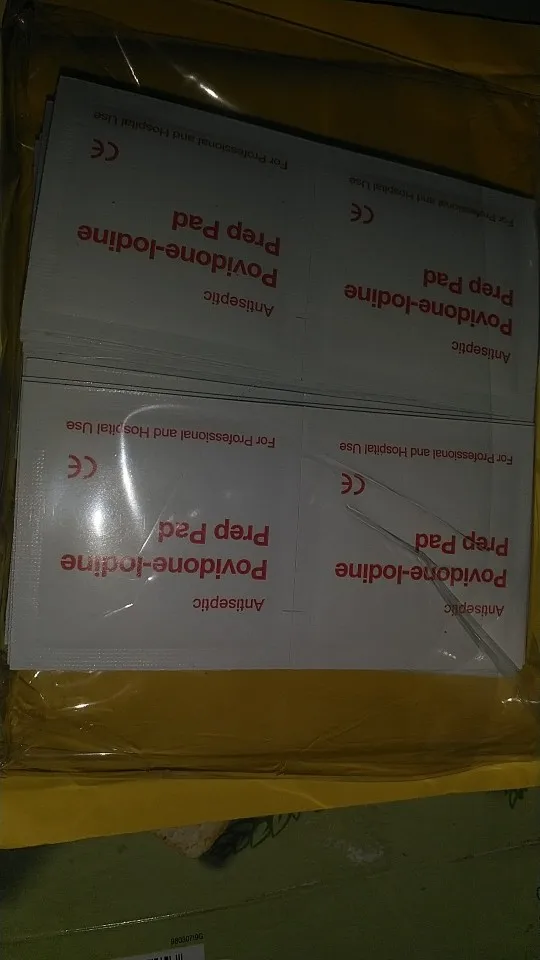 Antiseptic
Povidone-Iodine
Prep Pad
CE
For Professional and Hospital Use
Antiseptic
Povidone-Iodine
Prep Pad
CE
For Professional and Hospital Use
Antiseptic
Povidone-Iodine
Prep Pad
CE
For Professional and Hospital Use
Antiseptic
Povidone-Iodine
Prep Pad
CE
For Professional and Hospital Use